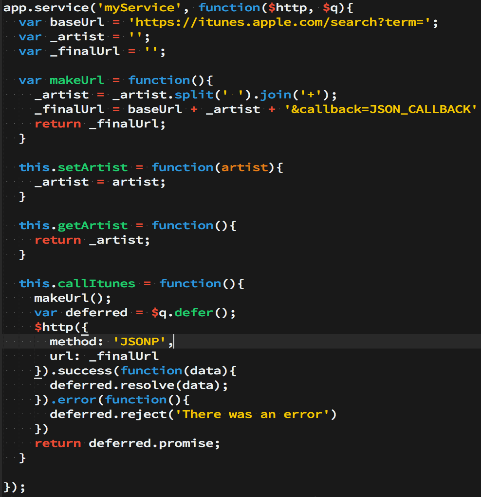 app.service('myService', function($http, $q){
  var baseUrl = 'https://itunes.apple.com/search?term=';
  var _artist = '';
  var _finalUrl = '';

  var makeUrl = function(){
    _artist = _artist.split(' ').join('+');
    _finalUrl = baseUrl + _artist + '&callback=JSON_CALLBACK'
    return _finalUrl;
  }

  this.setArtist = function(artist){
    _artist = artist;
  }

  this.getArtist = function(){
    return _artist;
  }

  this.callItunes = function(){
    makeUrl();
    var deferred = $q.defer();
    $http({
      method: 'JSONP',
      url: _finalUrl
    }).success(function(data){
      deferred.resolve(data);
    }).error(function(){
      deferred.reject('There was an error')
    })
    return deferred.promise;
  }

});